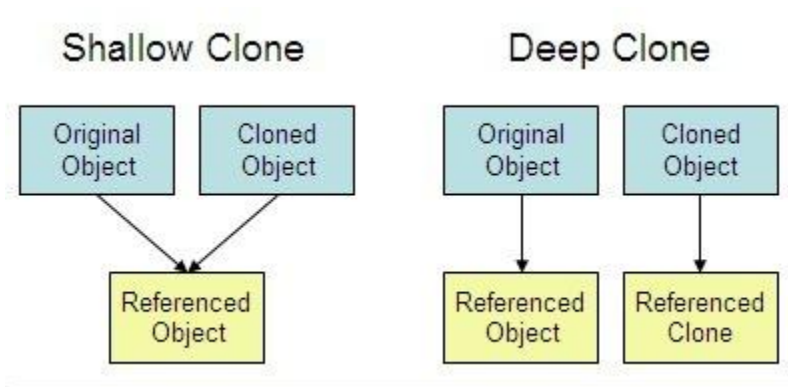 Shallow Clone
Deep Clone
Original
Object
Cloned
Object
Original
Object
Cloned
Object
Referenced
Object
Referenced
Object
Referenced
Clone